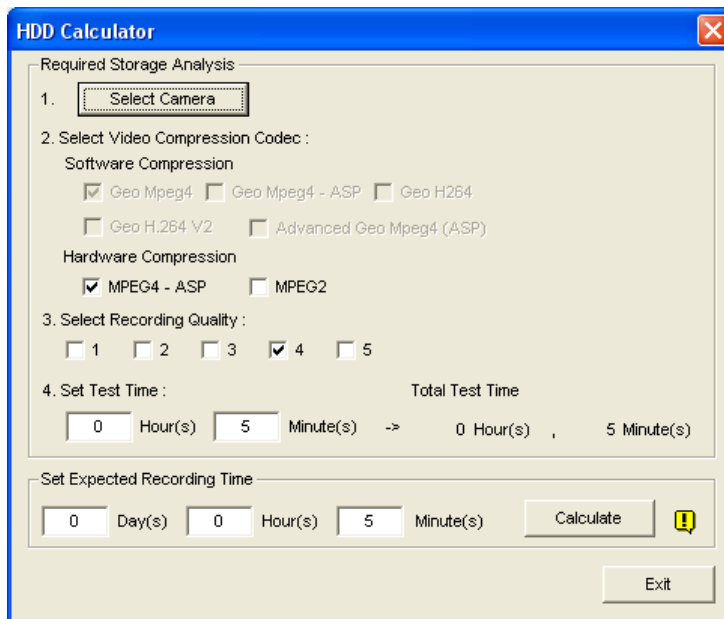 HDD Calculator
Required Storage Analysis
1. Select Camera
2. Select Video Compression Codec :
Software Compression
Geo Mpeg4 Geo Mpeg4 - ASP Geo H264
Geo H.264 V2 Advanced Geo Mpeg4 (ASP)
Hardware Compression
MPEG4 - ASP MPEG2
3. Select Recording Quality :
1 2 3 4 5
4. Set Test Time : Total Test Time
0 Hour(s) 5 Minute(s) -> 0 Hour(s) , 5 Minute(s)
Set Expected Recording Time
0 Day(s) 0 Hour(s) 5 Minute(s) Calculate !
Exit